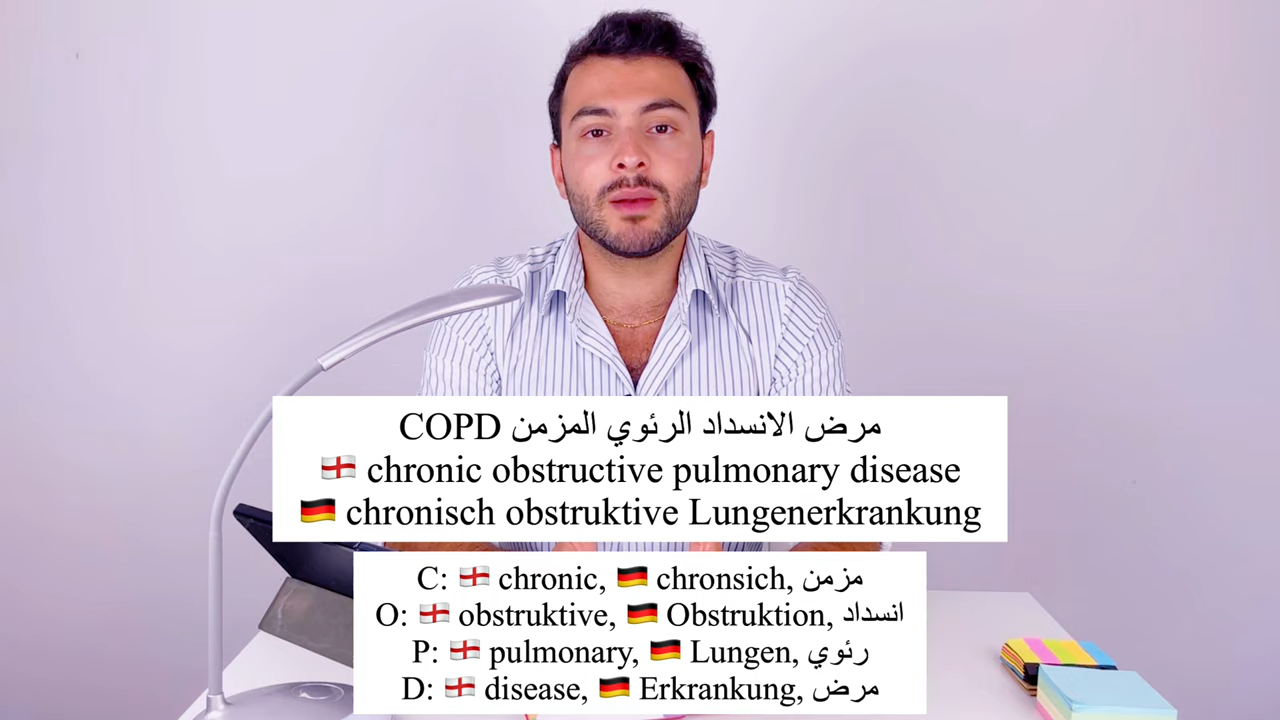 COPD مرض الانسداد الرئوي المزمن
🏴󠁧󠁢󠁥󠁮󠁧󠁿 chronic obstructive pulmonary disease
🇩🇪 chronisch obstruktive Lungenerkrankung
C: 🏴󠁧󠁢󠁥󠁮󠁧󠁿 chronic, 🇩🇪 chronsich, مزمن
O: 🏴󠁧󠁢󠁥󠁮󠁧󠁿 obstruktive, 🇩🇪 Obstruktion, انسداد
P: 🏴󠁧󠁢󠁥󠁮󠁧󠁿 pulmonary, 🇩🇪 Lungen, رئوي
D: 🏴󠁧󠁢󠁥󠁮󠁧󠁿 disease, 🇩🇪 Erkrankung, مرض